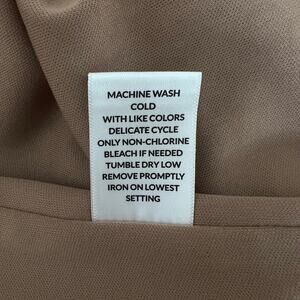 MACHINE WASH
COLD
WITH LIKE COLORS
DELICATE CYCLE
ONLY NON-CHLORINE
BLEACH IF NEEDED
TUMBLE DRY LOW
REMOVE PROMPTLY
IRON ON LOWEST
SETTING